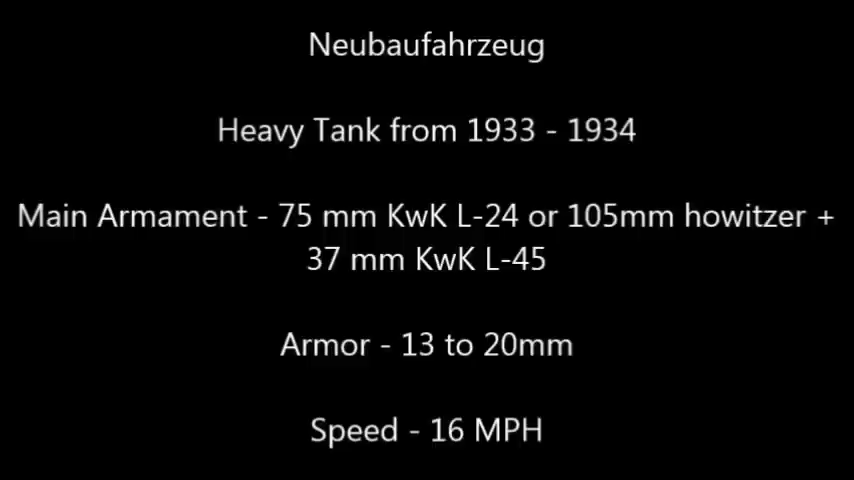 Neubaufahrzeug
Heavy Tank from 1933 - 1934
Main Armament - 75 mm KwK L-24 or 105mm howitzer +
37 mm KwK L-45
Armor - 13 to 20mm
Speed - 16 MPH